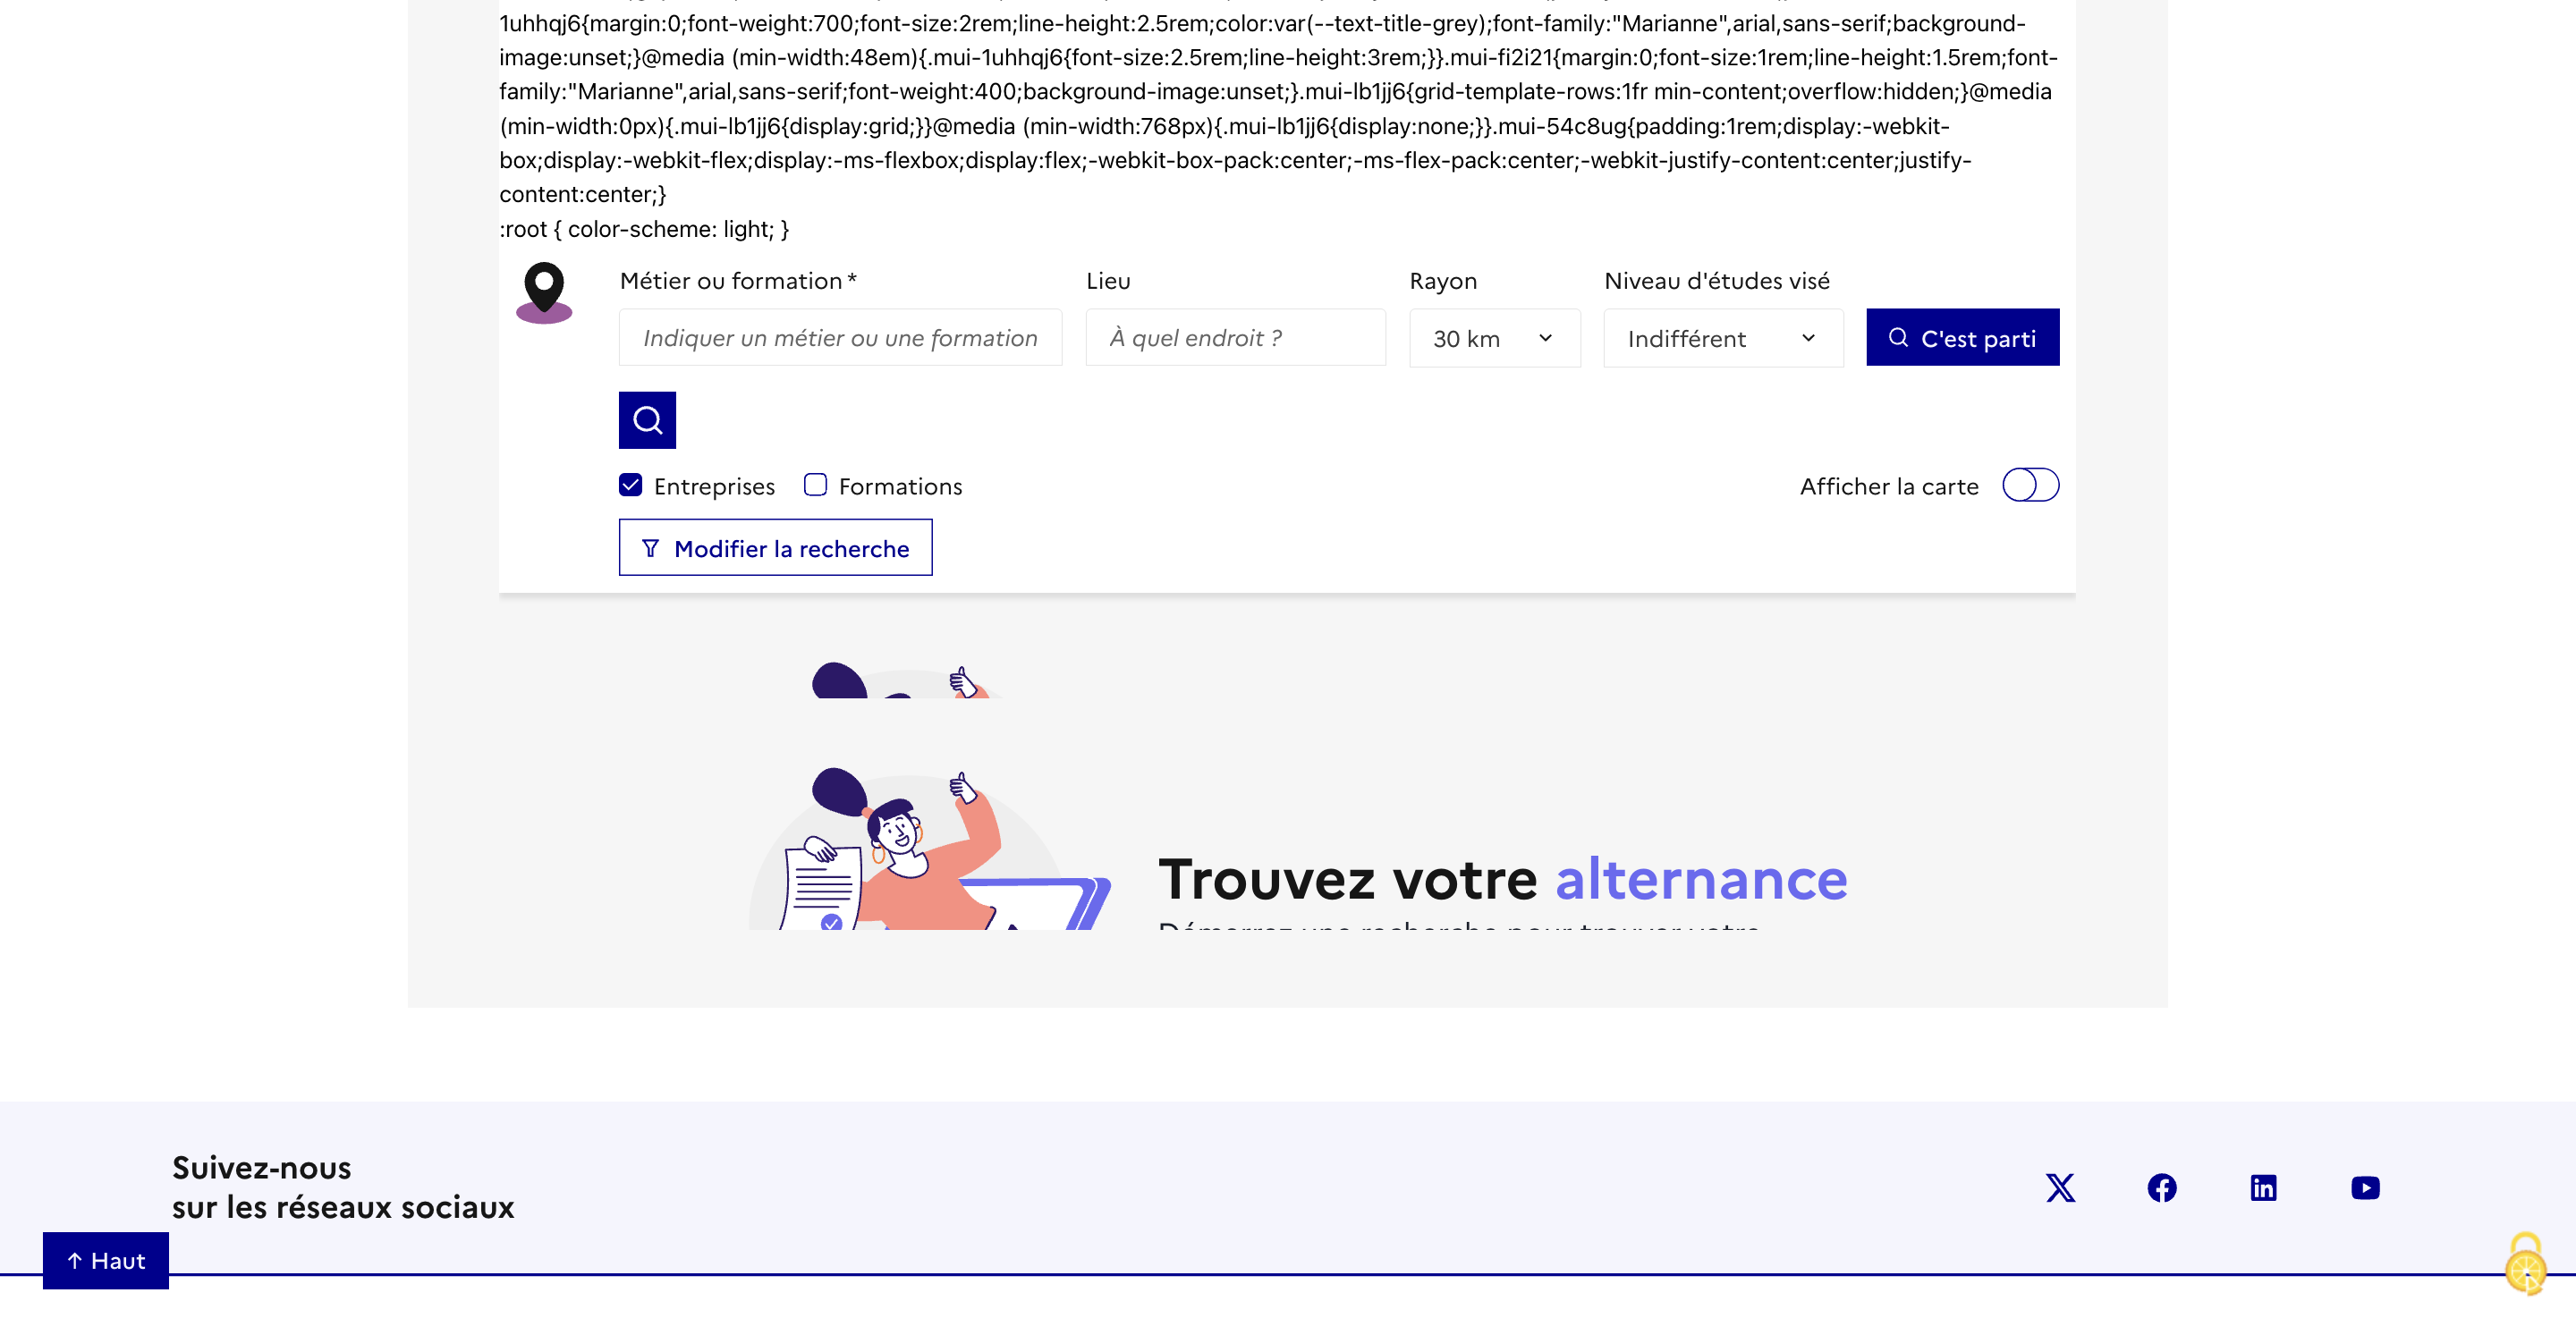 1uhhqj6{margin:0;font-weight:700;font-size:2rem;line-height:2.5rem;color:var(--text-title-grey);font-family:"Marianne",arial,sans-serif;background-
image:unset;}@media (min-width:48em){.mui-1uhhqj6{font-size:2.5rem;line-height:3rem;}}.mui-fi2i21{margin:0;font-size:1rem;line-height:1.5rem;font-
family:"Marianne",arial,sans-serif;font-weight:400;background-image:unset;}.mui-lb1jj6{grid-template-rows:1fr min-content;overflow:hidden;}@media
(min-width:0px){.mui-lb1jj6{display:grid;}}@media (min-width:768px){.mui-lb1jj6{display:none;}}.mui-54c8ug{padding:1rem;display:-webkit-
box;display:-webkit-flex;display:-ms-flexbox;display:flex;-webkit-box-pack:center;-ms-flex-pack:center;-webkit-justify-content:center;justify-
content:center;}
:root { color-scheme: light; }
Métier ou formation * Lieu Rayon Niveau d'études visé
Indiquer un métier ou une formation À quel endroit ? 30 km Indifférent C'est parti
Entreprises Formations Afficher la carte
Modifier la recherche
Trouvez votre alternance
Démarrez une recherche pour trouver votre
Suivez-nous
sur les réseaux sociaux
Haut